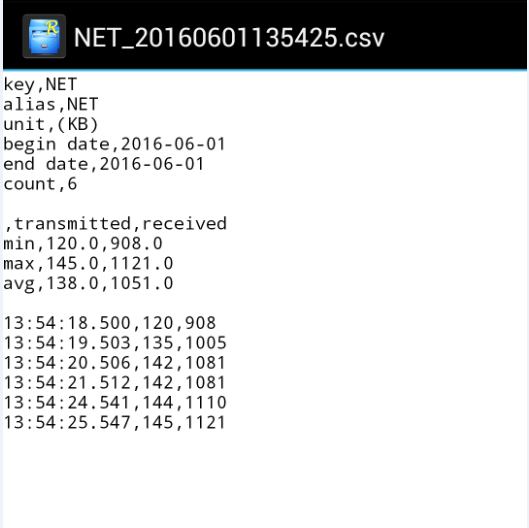 NET_20160601135425.csv
key,NET
alias,NET
unit,(KB)
begin date,2016-06-01
end date,2016-06-01
count,6
,transmitted,received
min,120.0,908.0
max,145.0,1121.0
avg,138.0,1051.0
13:54:18.500,120,908
13:54:19.503,135,1005
13:54:20.506,142,1081
13:54:21.512,142,1081
13:54:24.541,144,1110
13:54:25.547,145,1121